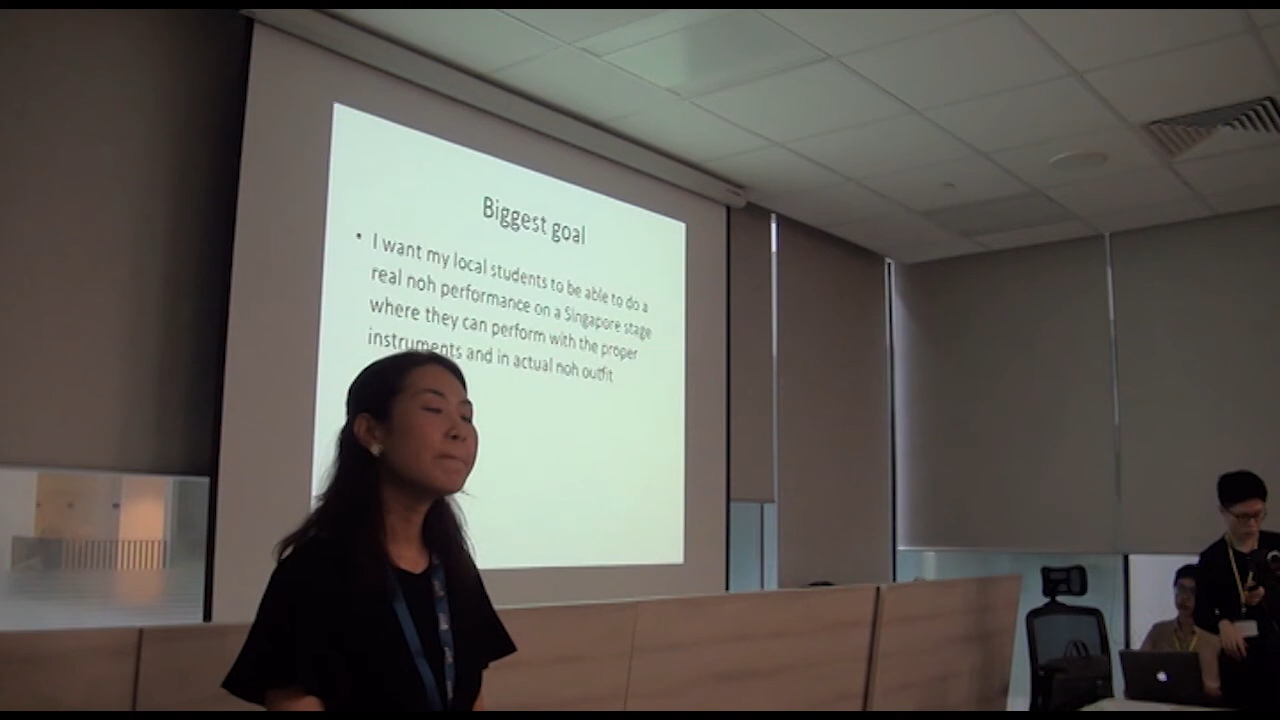 Biggest goal
• I want my local students to be able to do a
real noh performance on a Singapore stage
where they can perform with the proper
instruments and in actual noh outfit